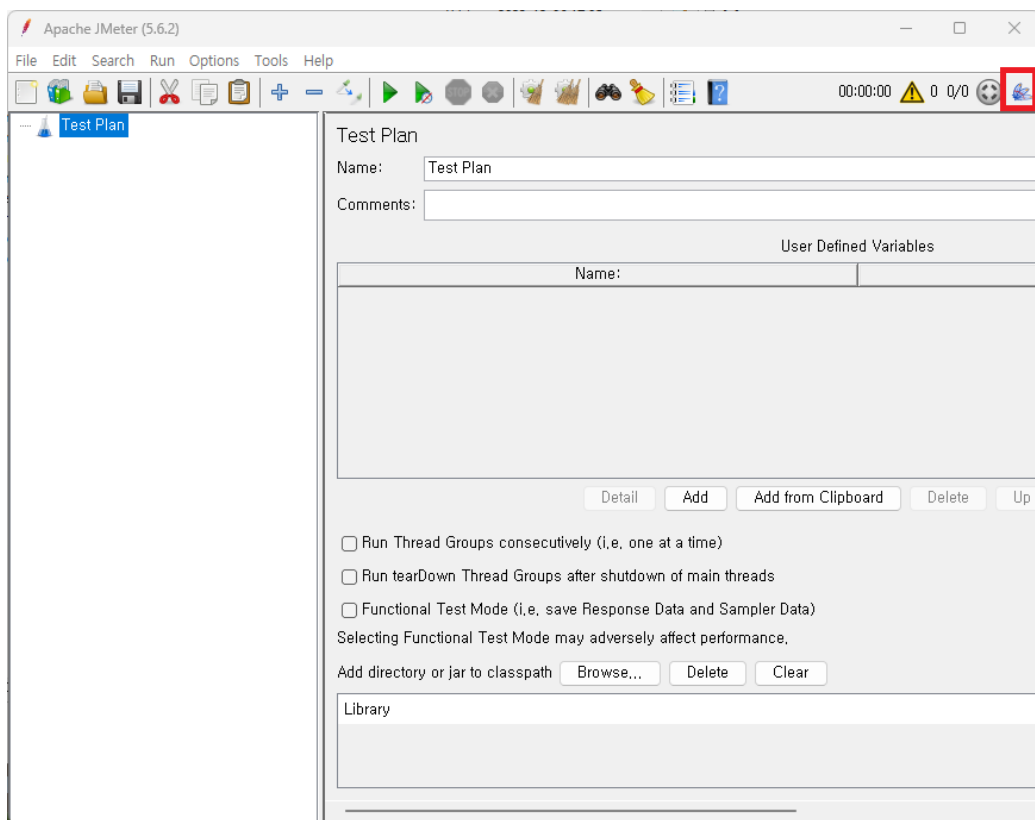 Apache JMeter (5.6.2)
File Edit Search Run Options Tools Help
STOP
00:00:00 0 0/0
Test Plan
Test Plan
Name: Test Plan
Comments:
User Defined Variables
Name:
Detail Add Add from Clipboard Delete Up
Run Thread Groups consecutively (i.e. one at a time)
Run tearDown Thread Groups after shutdown of main threads
Functional Test Mode (i.e. save Response Data and Sampler Data)
Selecting Functional Test Mode may adversely affect performance.
Add directory or jar to classpath Browse... Delete Clear
Library